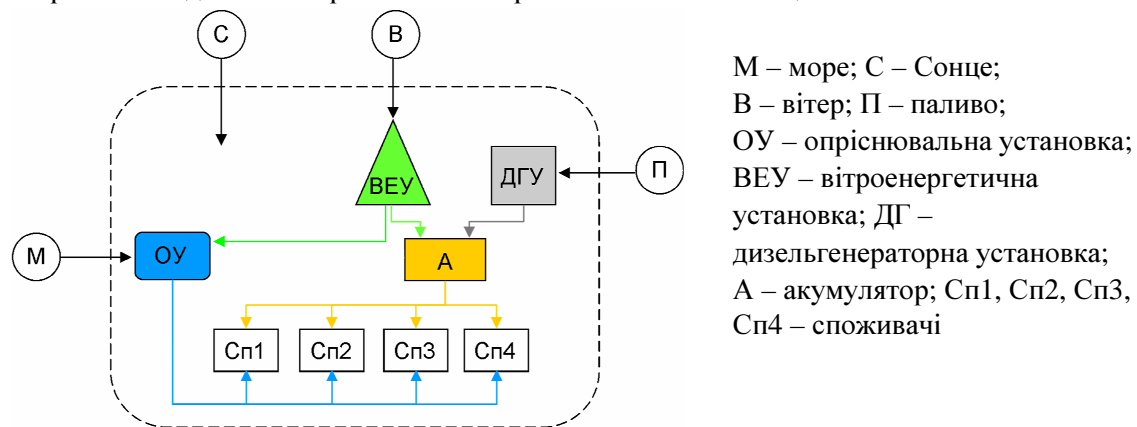 С
В
М – море; С – Сонце;
В – вітер; П – паливо;
ОУ – опріснювальна установка;
ВЕУ – вітроенергетична
установка; ДГ –
дизельгенераторна установка;
А – акумулятор; Сп1, Сп2, Сп3,
Сп4 – споживачі
ВЕУ
ДГУ
П
М
ОУ
А
Сп1
Сп2
Сп3
Сп4